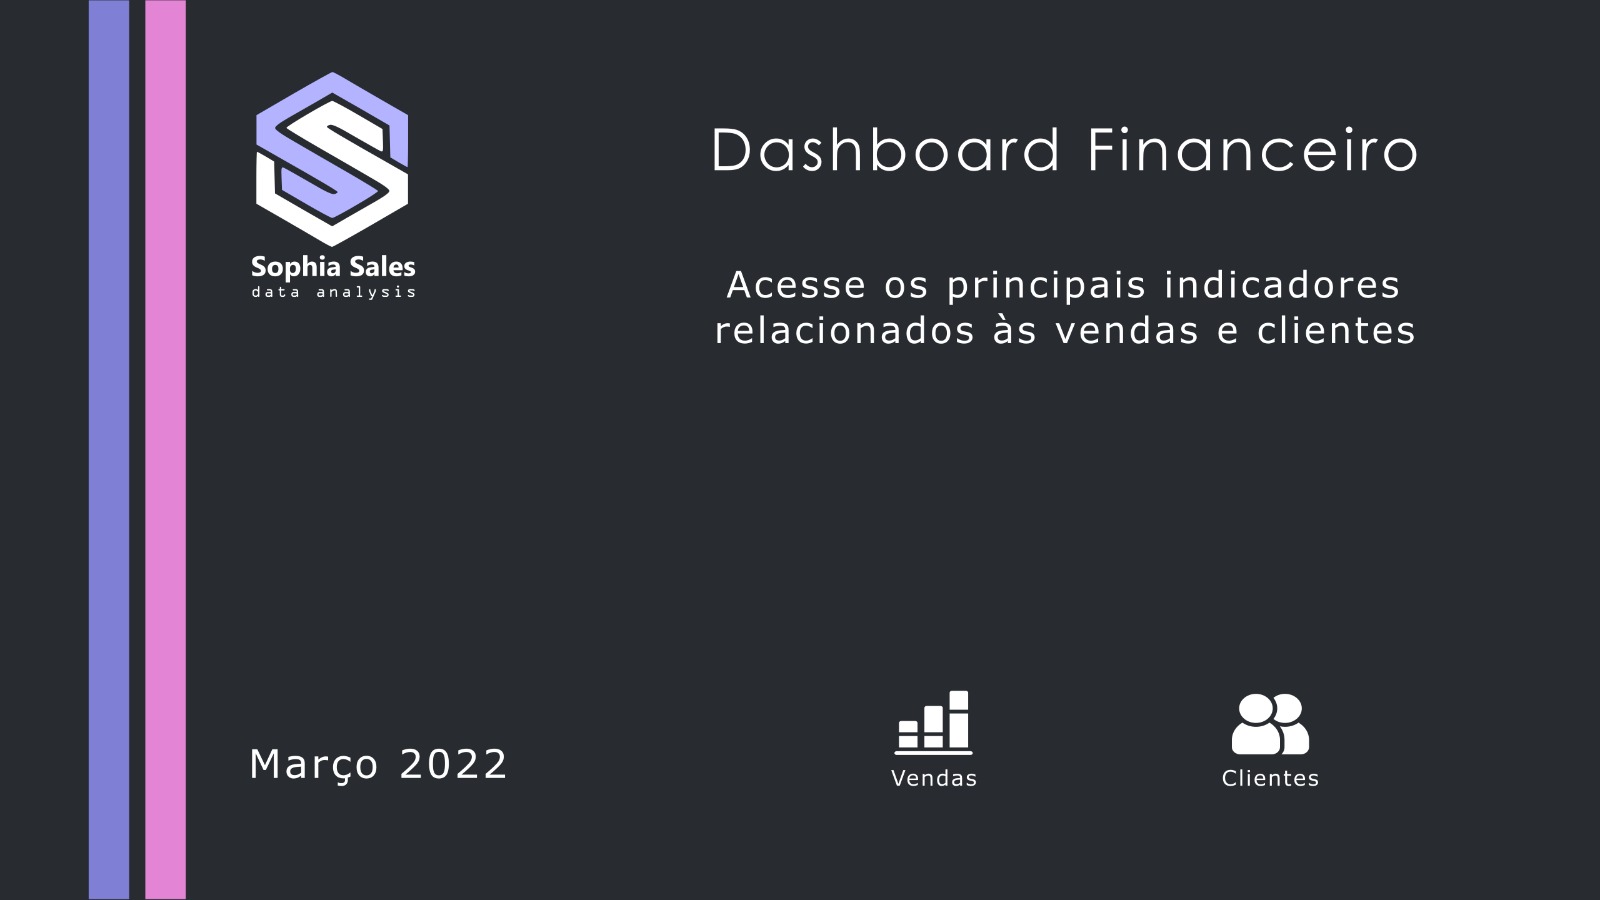 Sophia Sales
data analysis
Dashboard Financeiro
Acesse os principais indicadores
relacionados às vendas e clientes
Março 2022
Vendas
Clientes